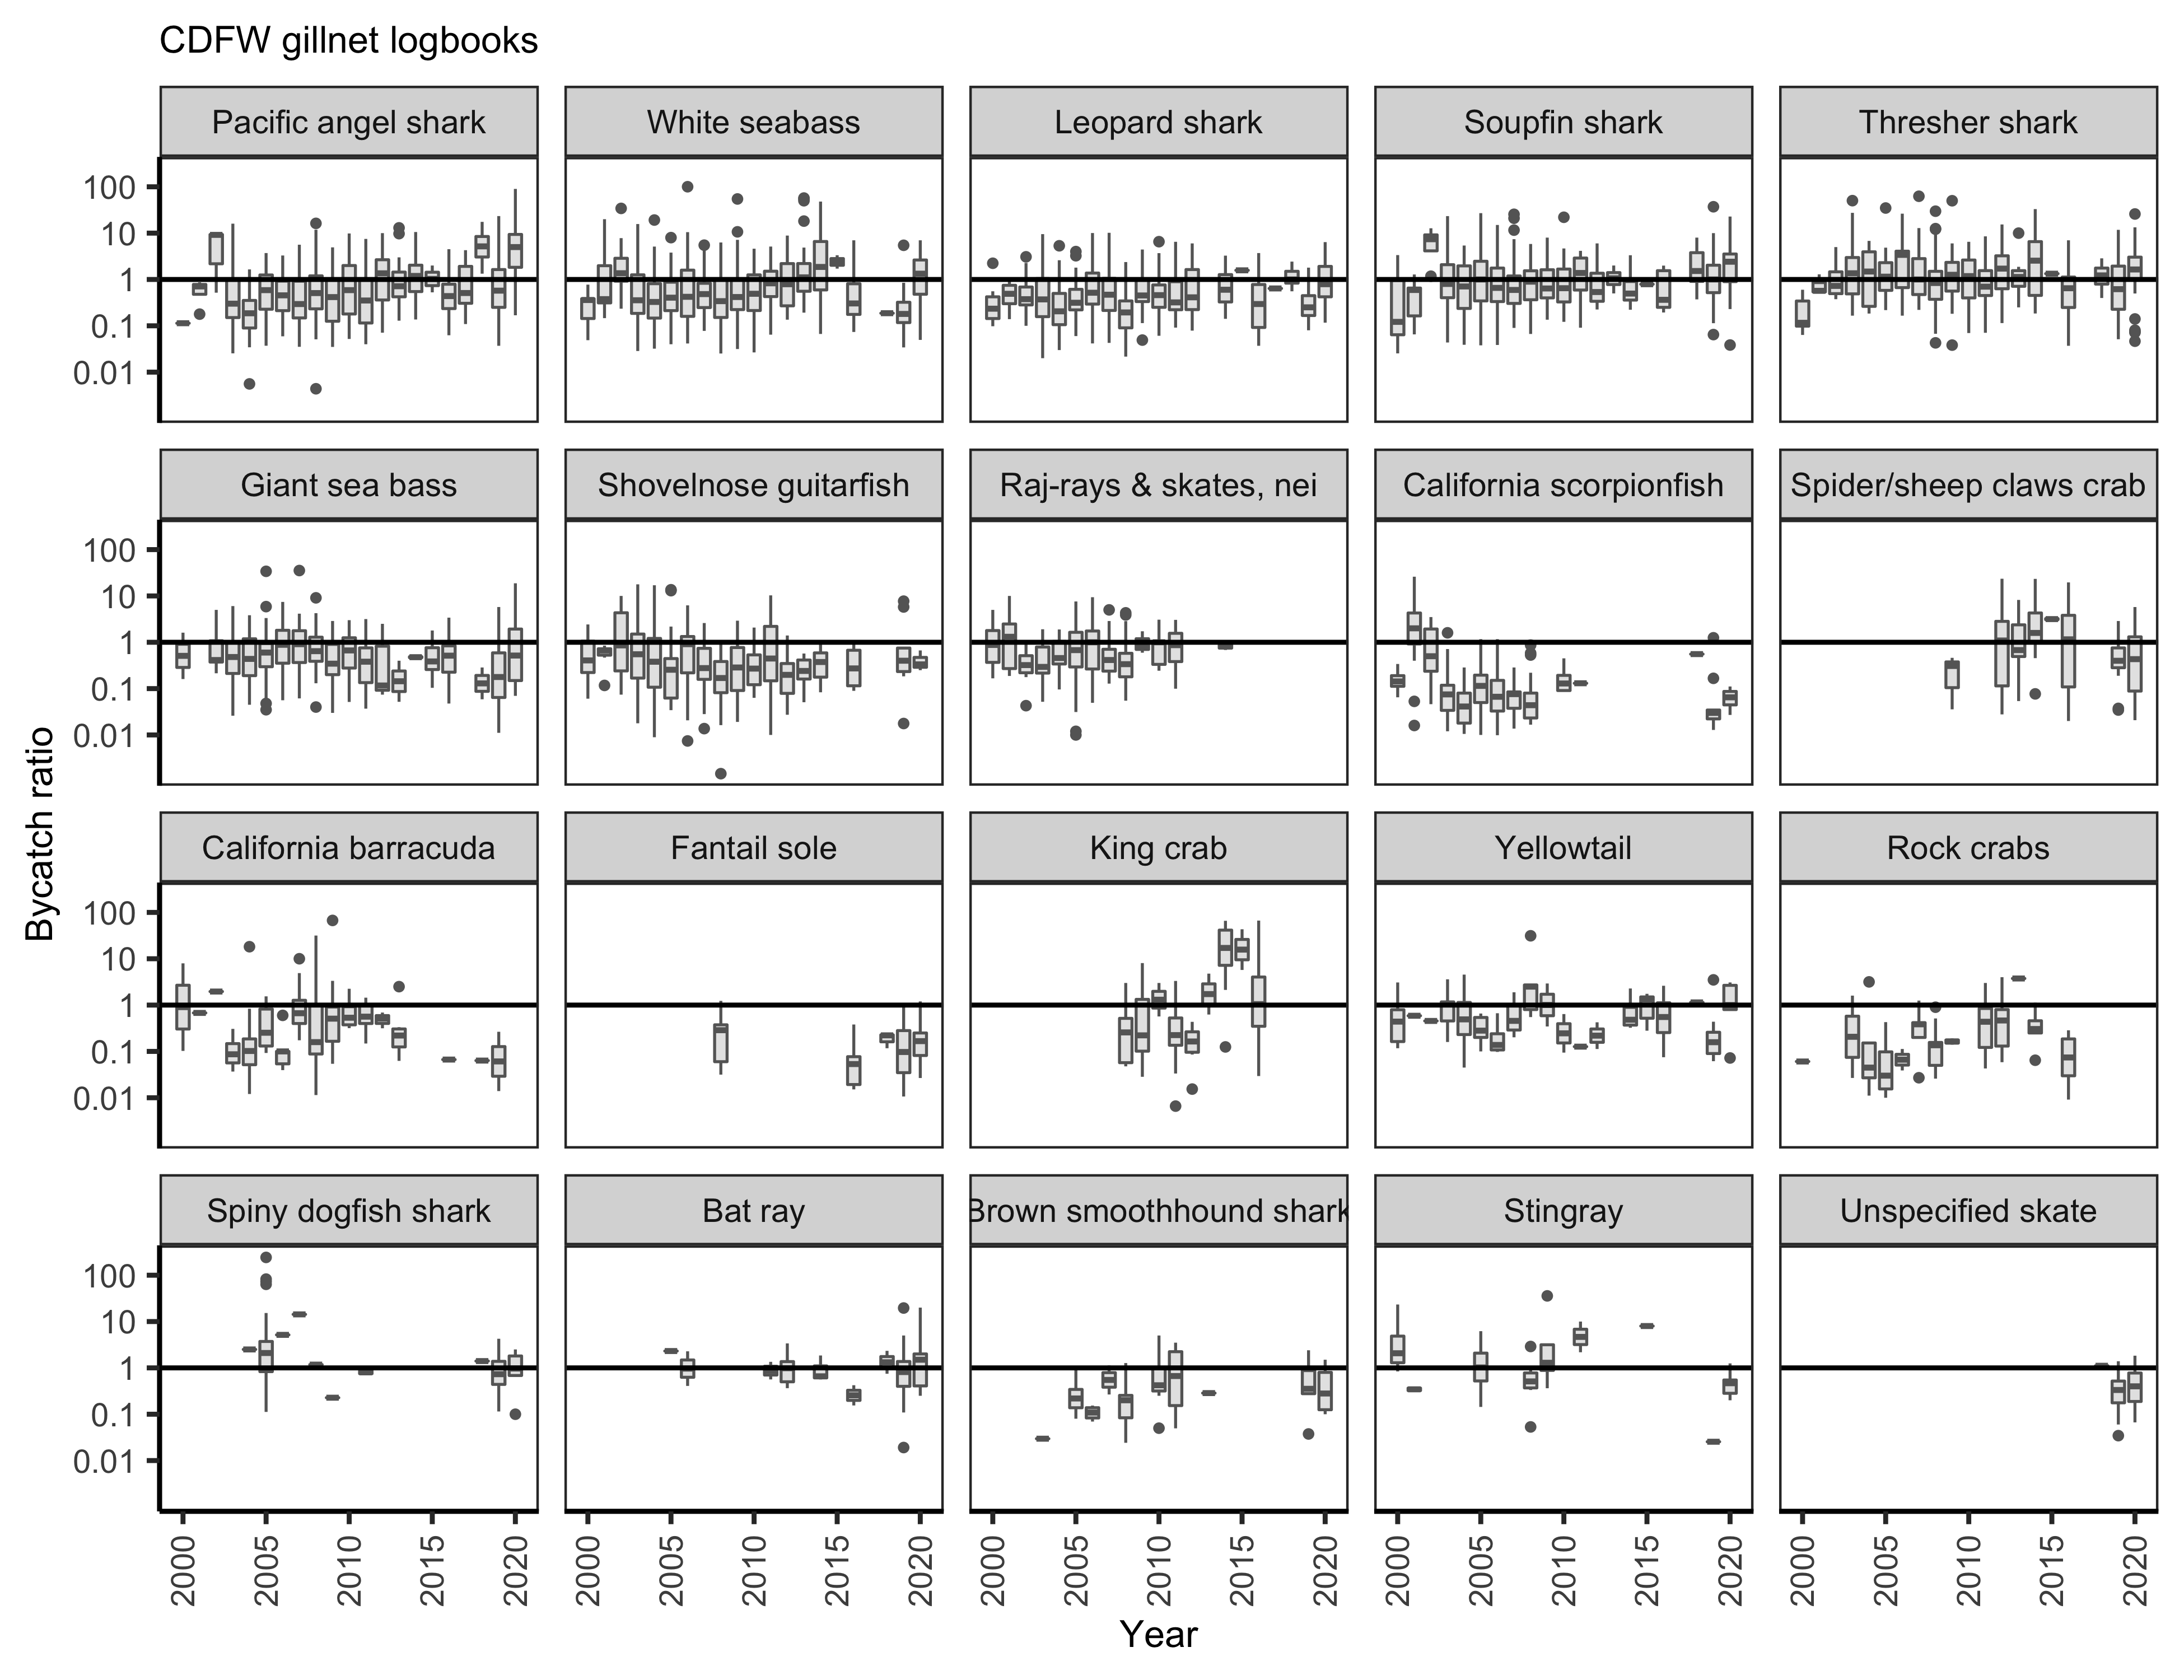 CDFW gillnet logbooks
Pacific angel shark
White seabass
Leopard shark
Soupfin shark
Thresher shark
100
10
1
0.1
0.01
Giant sea bass
Shovelnose guitarfish
Raj-rays & skates, nei
California scorpionfish
Spider/sheep claws crab
100
10
1
0.1
0.01
Bycatch ratio
California barracuda
Fantail sole
King crab
Yellowtail
Rock crabs
100
10
1
0.1
0.01
Spiny dogfish shark
Bat ray
Brown smoothhound shark
Stingray
Unspecified skate
100
10
1
0.1
0.01
2000 2005 2010 2015 2020
2000 2005 2010 2015 2020
2000 2005 2010 2015 2020
2000 2005 2010 2015 2020
2000 2005 2010 2015 2020
Year